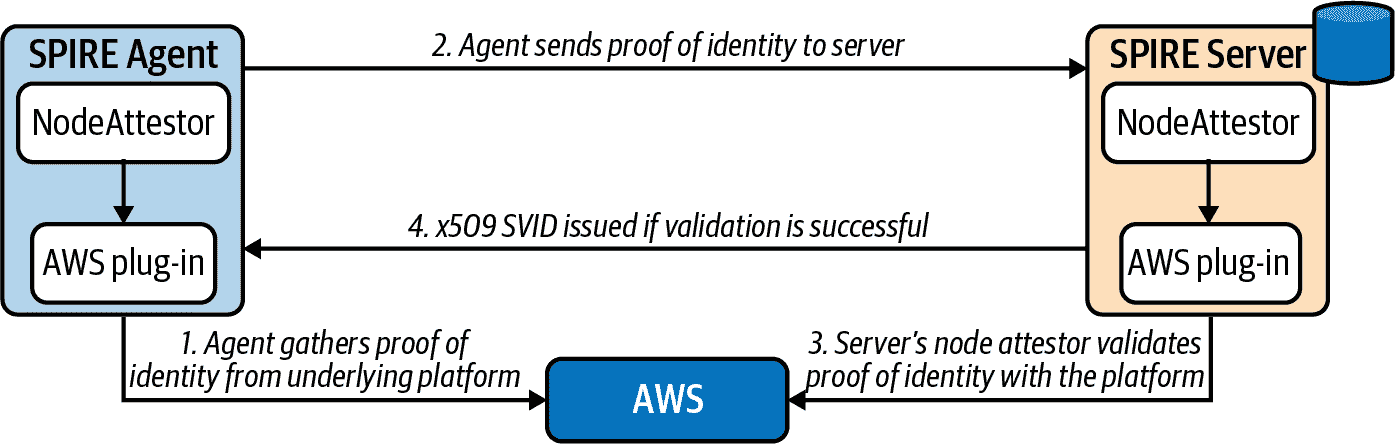 SPIRE Agent
NodeAttestor
AWS plug-in
2. Agent sends proof of identity to server
SPIRE Server
NodeAttestor
AWS plug-in
4. x509 SVID issued if validation is successful
1. Agent gathers proof of
identity from underlying platform
AWS
3. Server's node attestor validates
proof of identity with the platform